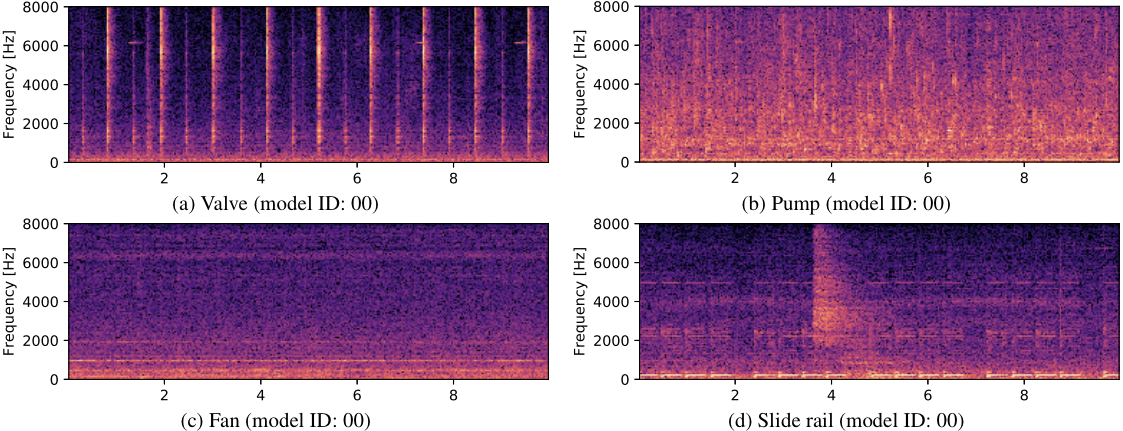 Frequency [Hz]
8000
6000
4000
2000
0
2 4 6 8
(a) Valve (model ID: 00)
Frequency [Hz]
8000
6000
4000
2000
0
2 4 6 8
(b) Pump (model ID: 00)
Frequency [Hz]
8000
6000
4000
2000
0
2 4 6 8
(c) Fan (model ID: 00)
Frequency [Hz]
8000
6000
4000
2000
0
2 4 6 8
(d) Slide rail (model ID: 00)